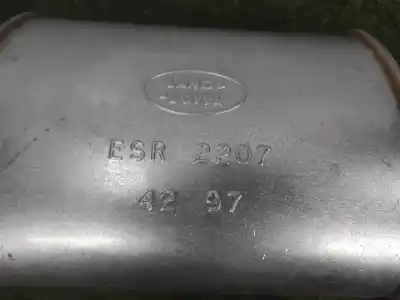 LAND-
-ROVER
ESR 2207
42 97